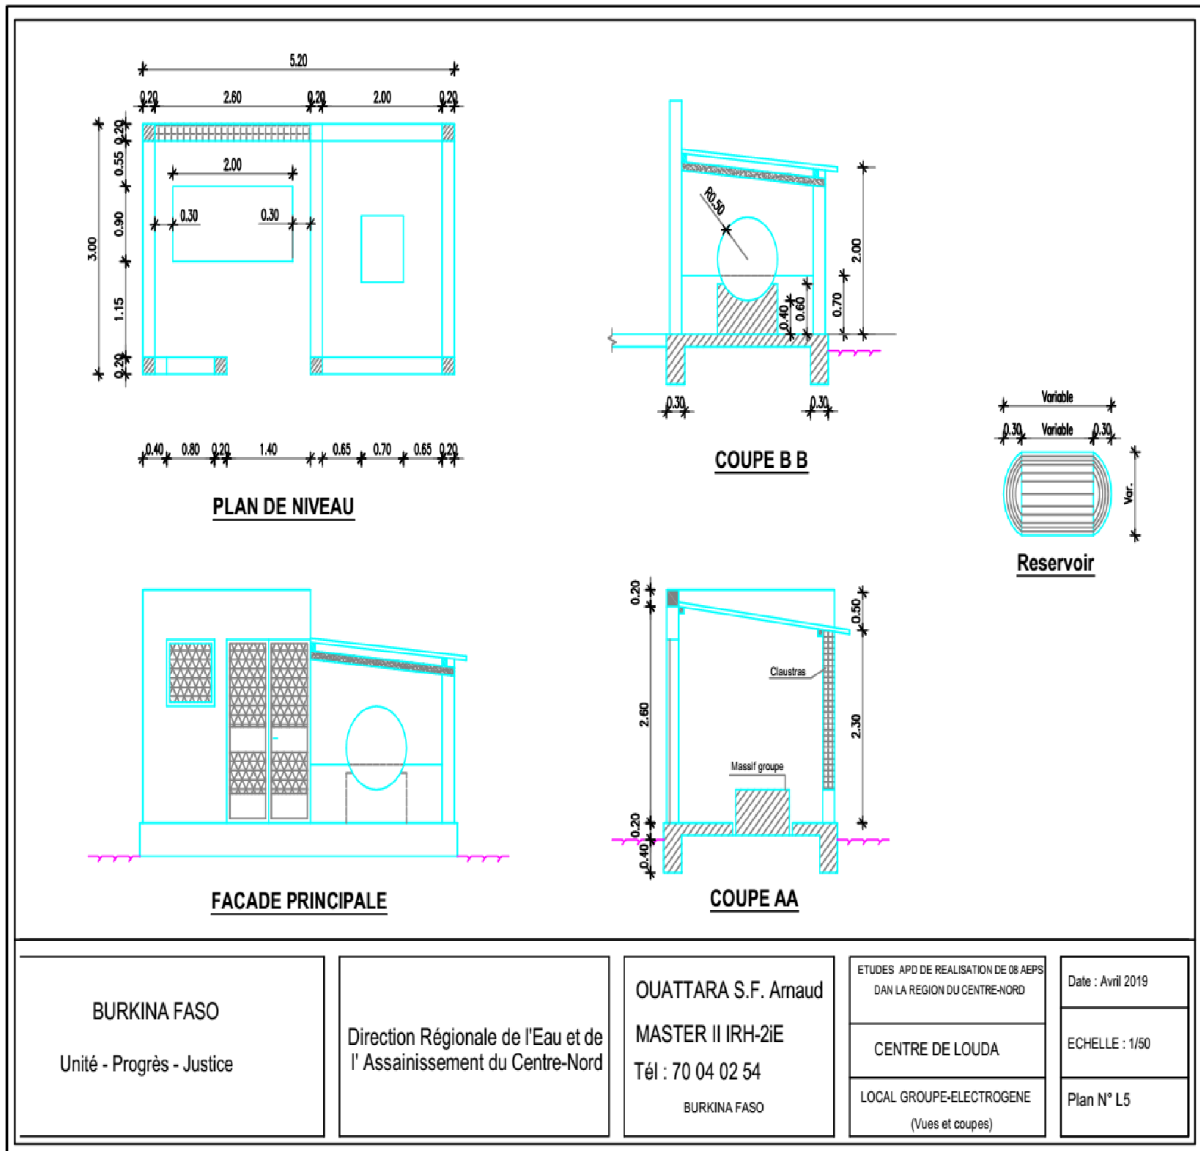 5.20
0.20 2.60 0.20 2.00 0.20
0.20
0.55
0.90
1.15
0.20
3.00
2.00
0.30 0.30
0.40 0.80 0.20 1.40 0.65 0.70 0.65 0.20
PLAN DE NIVEAU
R0.50
2.00
0.70
0.60
0.40
0.30 0.30
COUPE B B
Variable
0.30 Variable 0.30
Var.
Reservoir
FACADE PRINCIPALE
0.20
2.60
0.20
0.40
0.50
2.30
Claustras
Massif groupe
COUPE AA
BURKINA FASO
Unité - Progrès - Justice
Direction Régionale de l'Eau et de
l' Assainissement du Centre-Nord
OUATTARA S.F. Arnaud
MASTER II IRH-2iE
Tél : 70 04 02 54
BURKINA FASO
ETUDES APD DE REALISATION DE 08 AEPS
DAN LA REGION DU CENTRE-NORD
CENTRE DE LOUDA
LOCAL GROUPE-ELECTROGENE
(Vues et coupes)
Date : Avril 2019
ECHELLE : 1/50
Plan N° L5